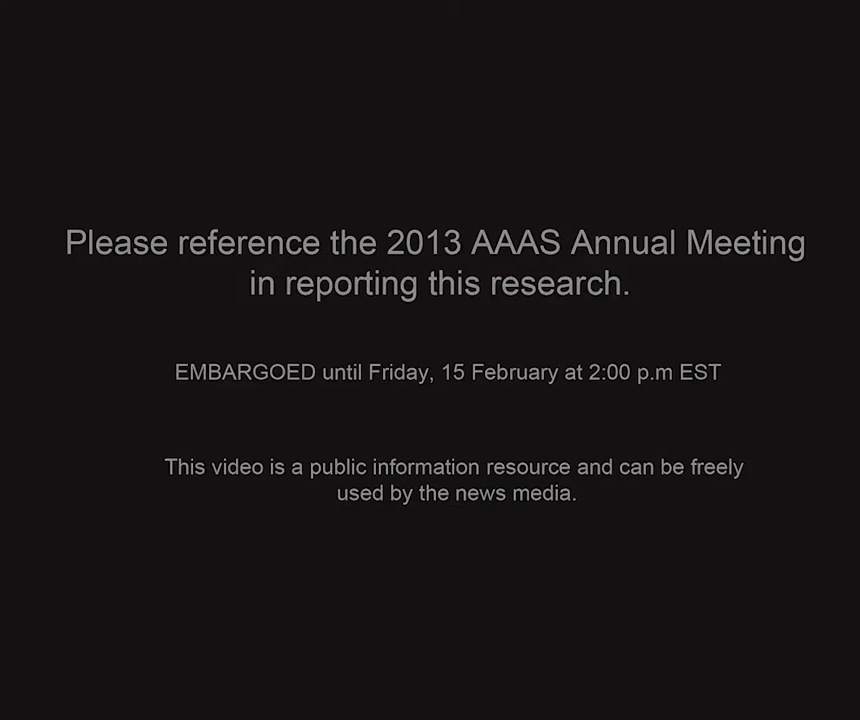 Please reference the 2013 AAAS Annual Meeting
in reporting this research.
EMBARGOED until Friday, 15 February at 2:00 p.m EST
This video is a public information resource and can be freely
used by the news media.